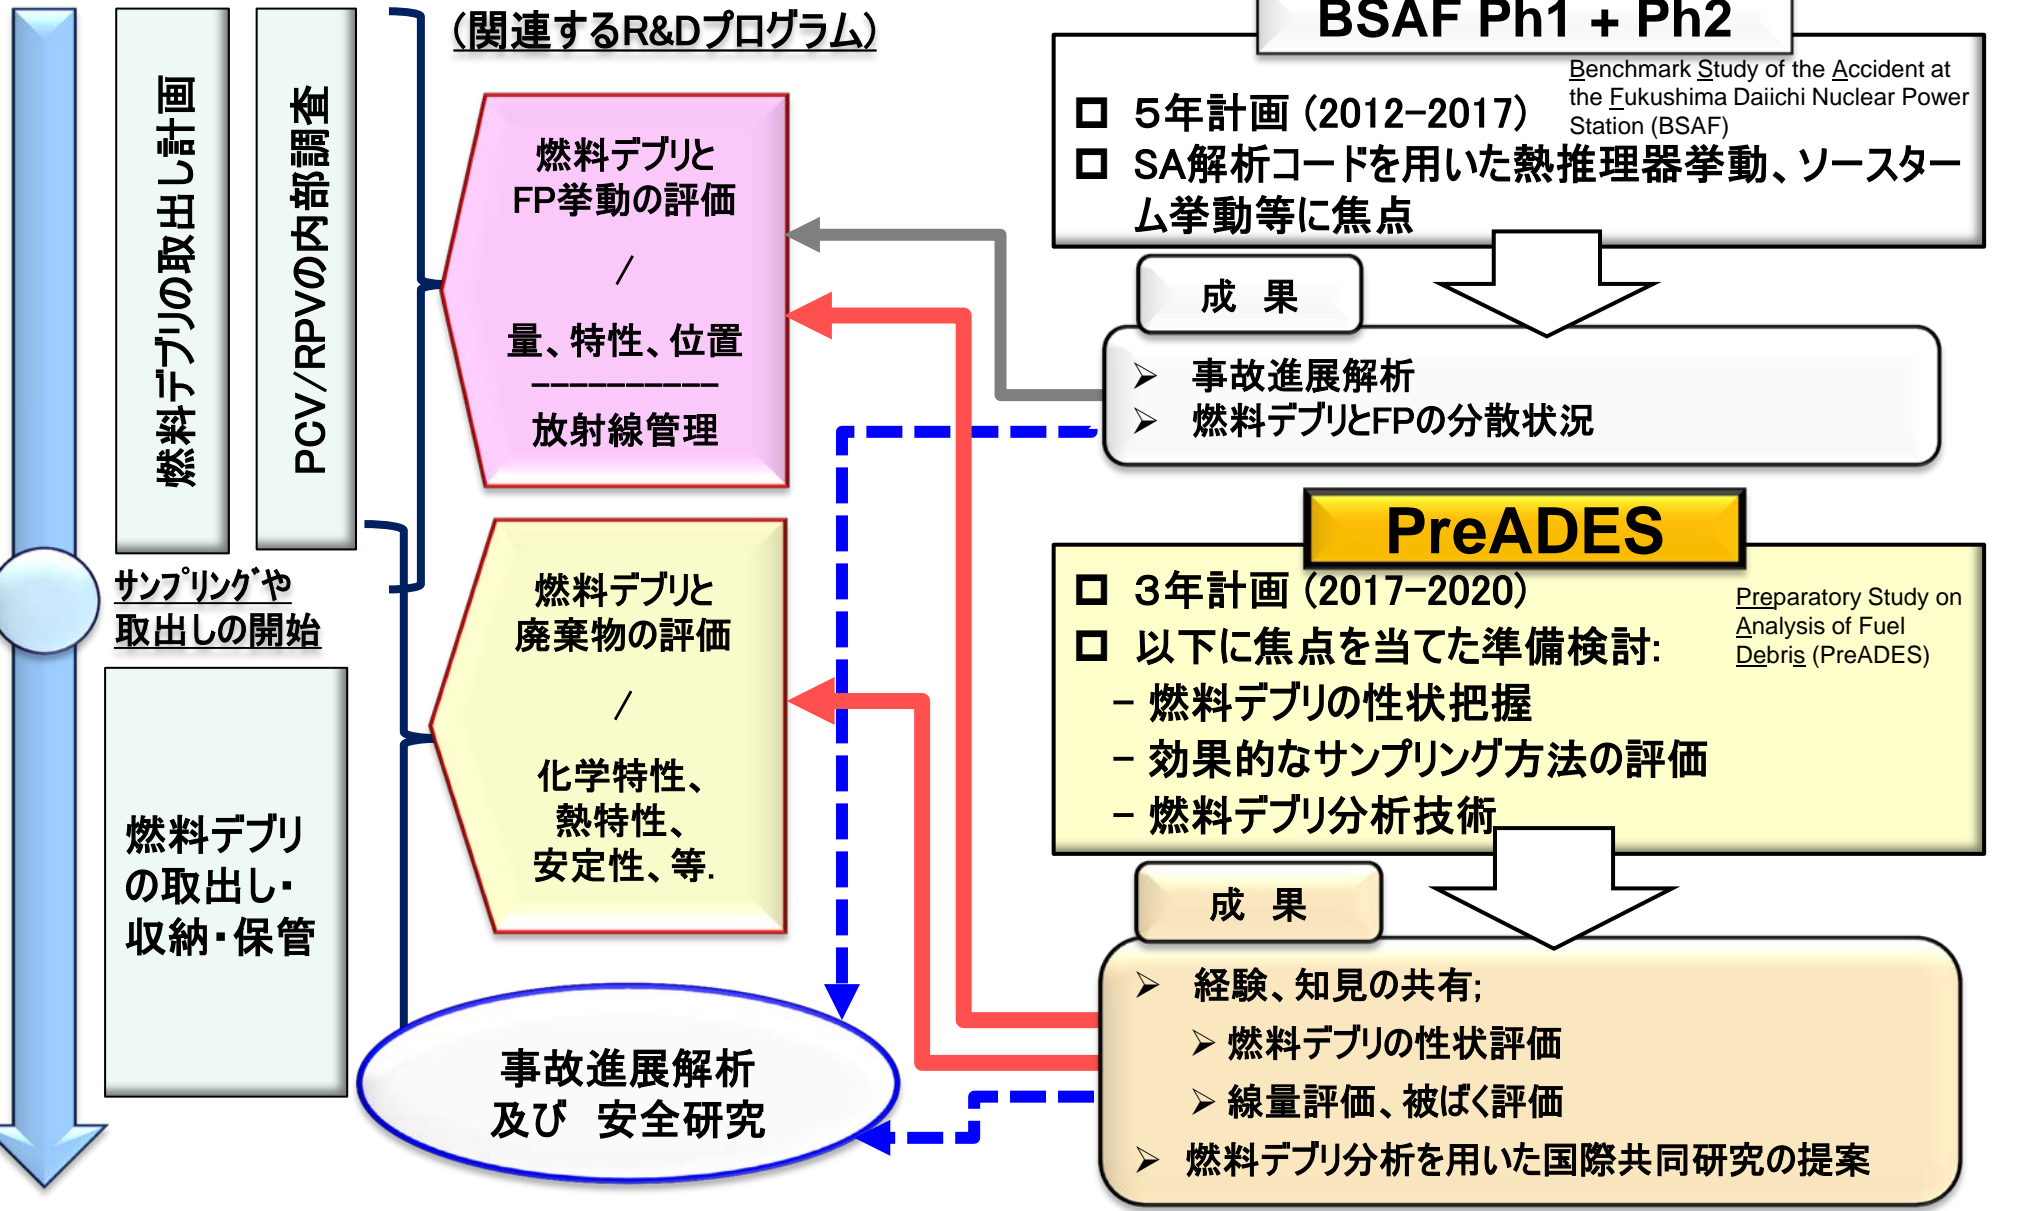 (関連するR&Dプログラム)
燃料デブリの取出し計画
PCV/RPVの内部調査
サンプリングや
取出しの開始
燃料デブリ
の取出し・
収納・保管
燃料デブリと
FP挙動の評価
/
量、特性、位置
----------
放射線管理
燃料デブリと
廃棄物の評価
/
化学特性、
熱特性、
安定性、等.
事故進展解析
及び 安全研究
BSAF Ph1 + Ph2
Benchmark Study of the Accident at
the Fukushima Daiichi Nuclear Power
Station (BSAF)
5年計画 (2012-2017)
SA解析コードを用いた熱推理器挙動、ソースター
ム挙動等に焦点
成 果
➢ 事故進展解析
➢ 燃料デブリとFPの分散状況
PreADES
3年計画 (2017-2020)
Preparatory Study on
Analysis of Fuel
Debris (PreADES)
以下に焦点を当てた準備検討:
- 燃料デブリの性状把握
- 効果的なサンプリング方法の評価
- 燃料デブリ分析技術
成 果
➢ 経験、知見の共有;
➢ 燃料デブリの性状評価
➢ 線量評価、被ばく評価
➢ 燃料デブリ分析を用いた国際共同研究の提案